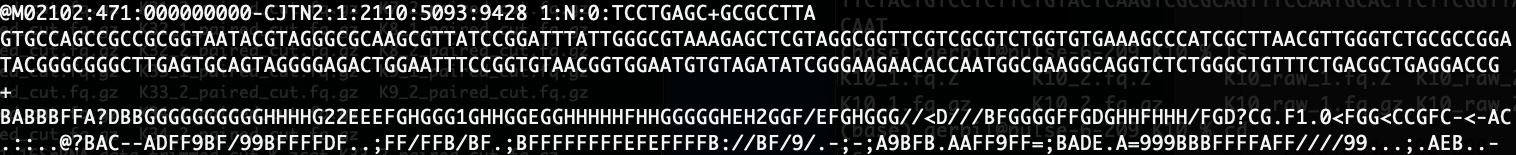 @M02102:471:000000000-CJTN2:1:2110:5093:9428 1:N:0:TCCTGAGC+GCGCCTTA
GTGCCAGCCGCCGCGGTAATACGTAGGGCGCAAGCGTTATCCGGATTTATTGGGCGTAAAGAGCTCGTAGGCGGTTCGTCGCGTCTGGTGTGAAAGCCCATCGCTTAACGTTGGGTCTGCGCCGGA
TACGGGCGGGCTTGAGTGCAGTAGGGGAGACTGGAATTTCCGGTGTAACGGTGGAATGTGTAGATATCGGGAAGAACACCAATGGCGAAGGCAGGTCTCTGGGCTGTTTCTGACGCTGAGGACCG
+
BABBBFFA?DBBGGGGGGGGGGHHHHG22EEEFGHGGG1GHHGGEGGHHHHHFHHGGGGGHEH2GGF/EFGHGGG//<D///BFGGGGFFGDGHHFHHH/FGD?CG.F1.0<FGG<CCGFC-<-AC
.::..@?BAC--ADFF9BF/99BFFFFDF..;FF/FFB/BF.;BFFFFFFFFEFEFFFFB://BF/9/.-;-;A9BFB.AAFF9FF=;BADE.A=999BBBFFFFAFF////99...;.AEB..-